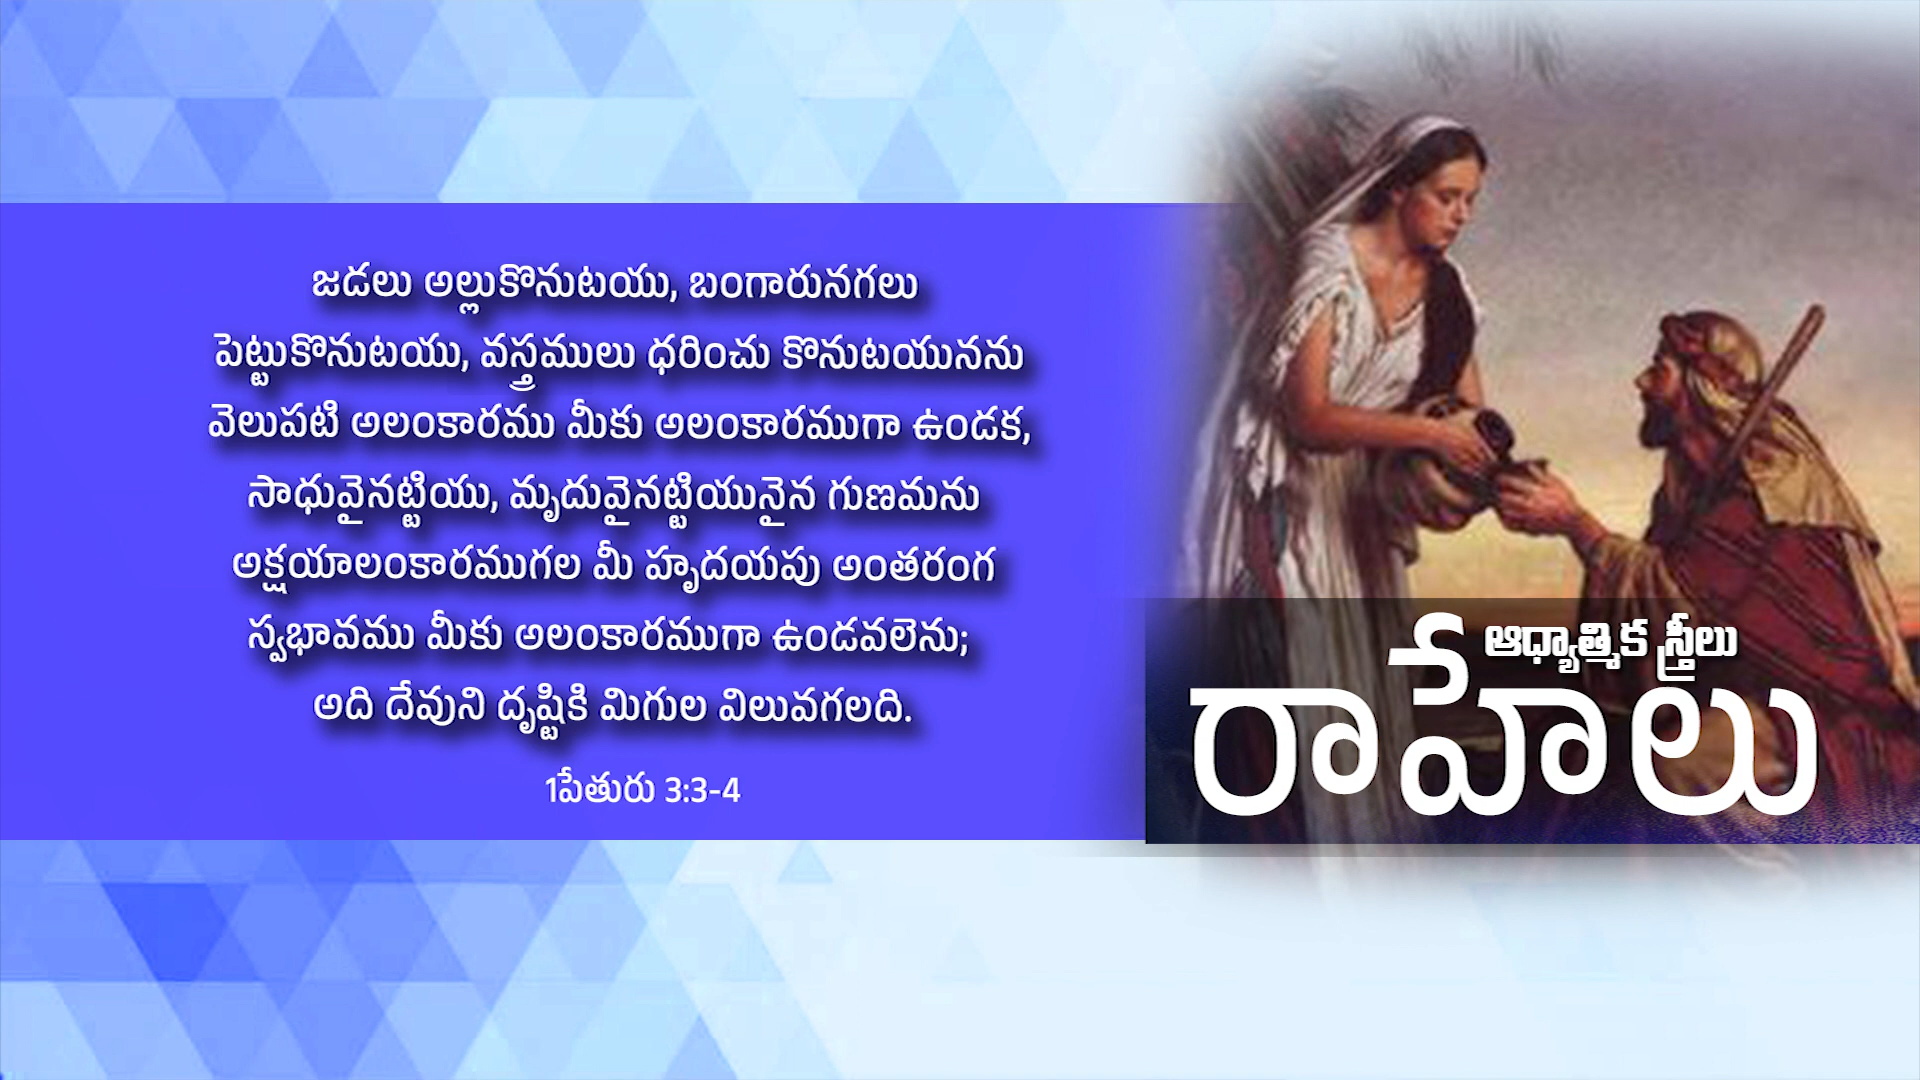 జడలు అల్లుకొనుటయు, బంగారునగలు
పెట్టుకొనుటయు, వస్త్రములు ధరించు కొనుటయునను
వెలుపటి అలంకారము మీకు అలంకారముగా ఉండక,
సాధువైనట్టియు, మృదువైనట్టియునైన గుణమను
అక్షయాలంకారముగల మీ హృదయపు అంతరంగ
స్వభావము మీకు అలంకారముగా ఉండవలెను;
అది దేవుని దృష్టికి మిగుల విలువగలది.
1పేతురు 3:3-4
ఆధ్యాత్మిక స్త్రీలు
రాహేలు